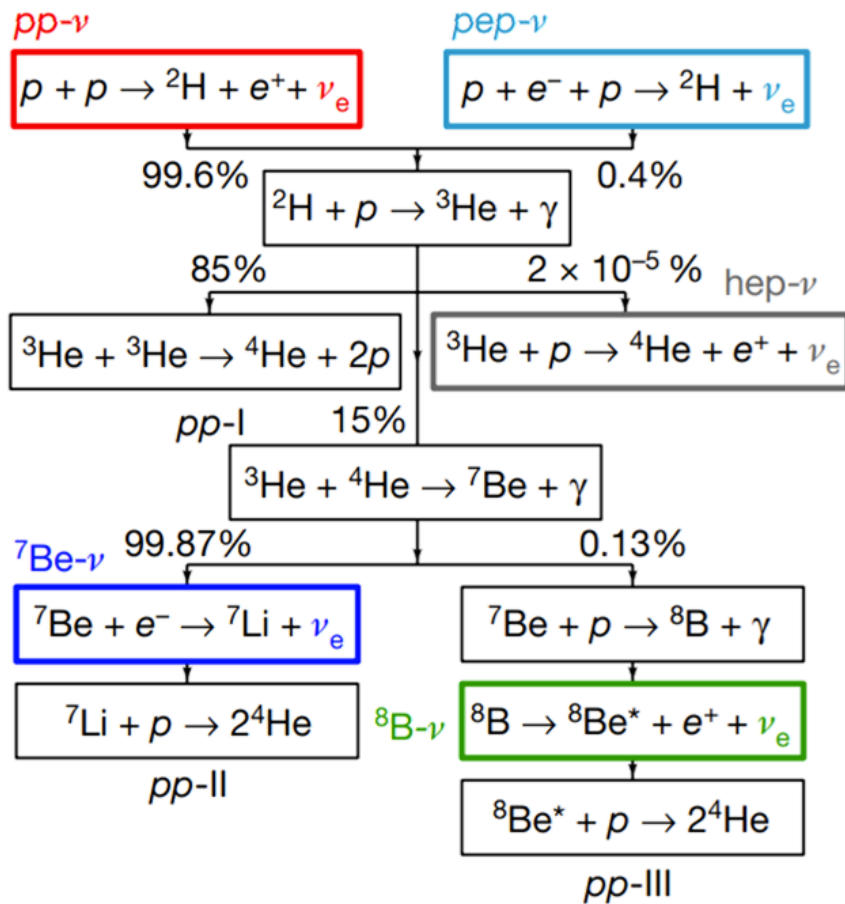 pp-ν pep-ν
p + p → ²H + e⁺ + νₑ p + e⁻ + p → ²H + νₑ
99.6% 0.4%
²H + p → ³He + γ
85% 2 × 10⁻⁵ %
hep-ν
³He + ³He → ⁴He + 2p ³He + p → ⁴He + e⁺ + νₑ
pp-I 15%
³He + ⁴He → ⁷Be + γ
⁷Be-ν 99.87% 0.13%
⁷Be + e⁻ → ⁷Li + νₑ ⁷Be + p → ⁸B + γ
⁷Li + p → 2⁴He ⁸B-ν ⁸B → ⁸Be* + e⁺ + νₑ
pp-II
⁸Be* + p → 2⁴He
pp-III